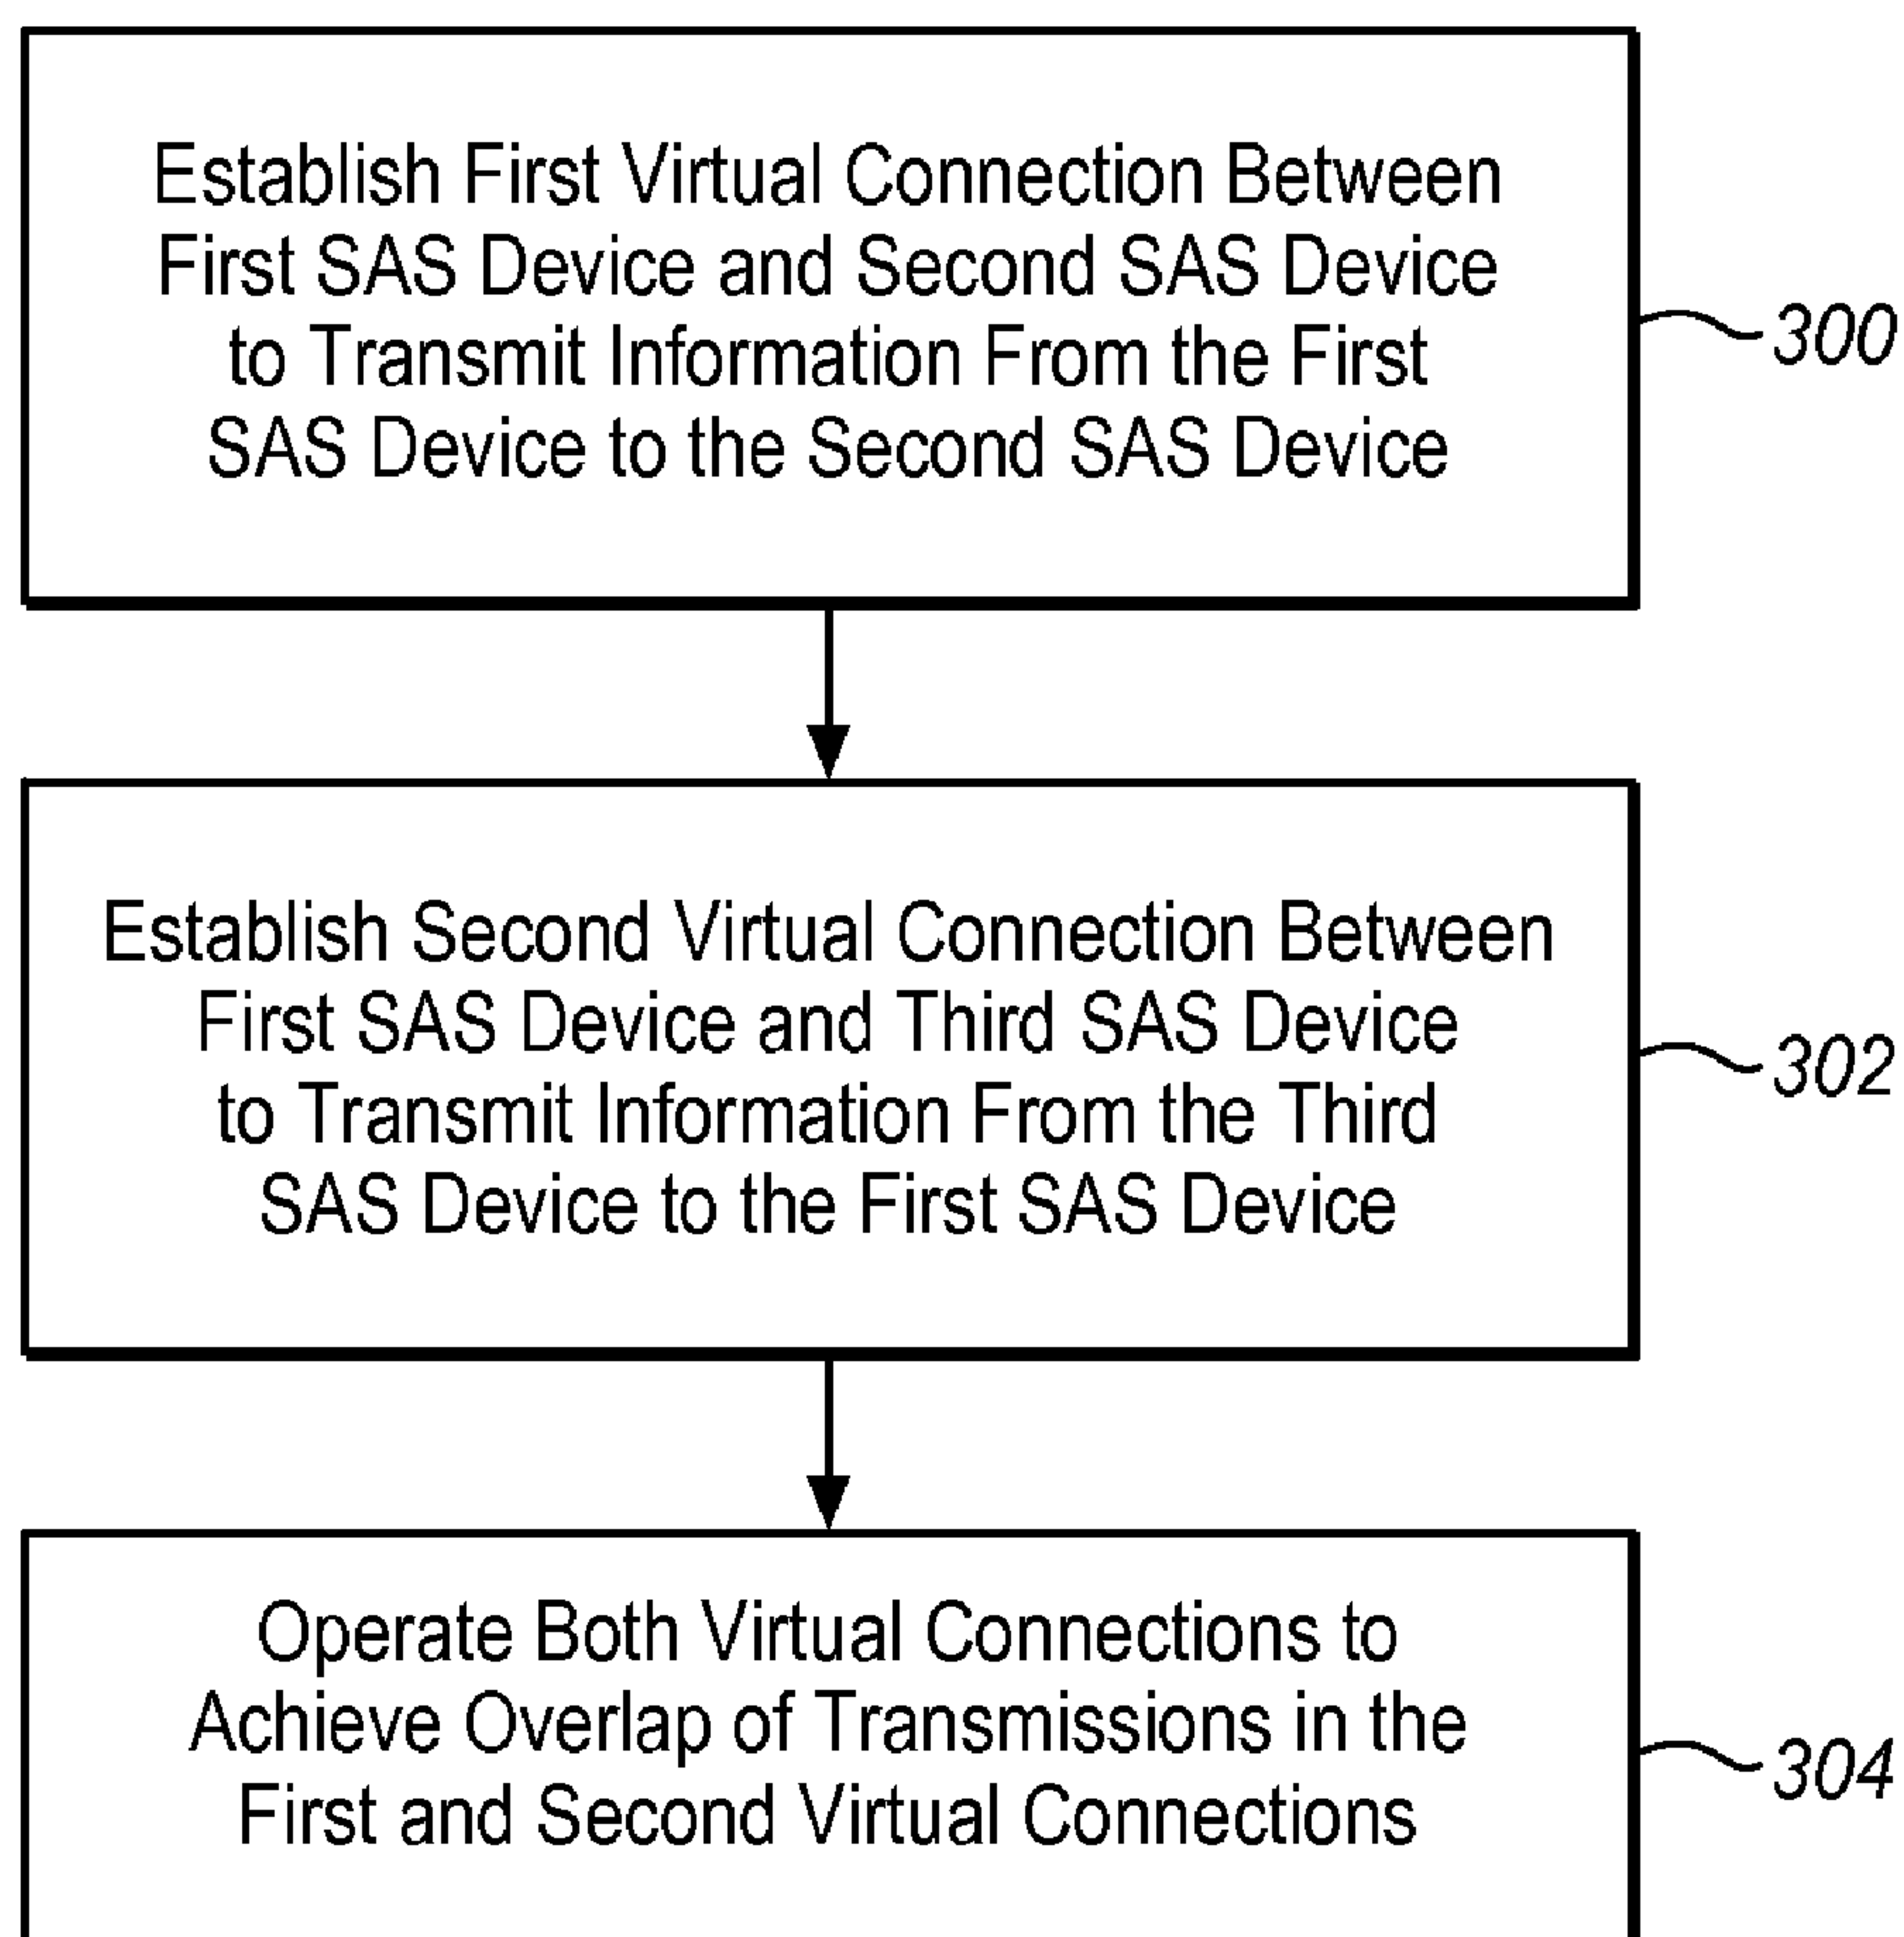 Establish First Virtual Connection Between
First SAS Device and Second SAS Device
to Transmit Information From the First
SAS Device to the Second SAS Device
300
Establish Second Virtual Connection Between
First SAS Device and Third SAS Device
to Transmit Information From the Third
SAS Device to the First SAS Device
302
Operate Both Virtual Connections to
Achieve Overlap of Transmissions in the
First and Second Virtual Connections
304